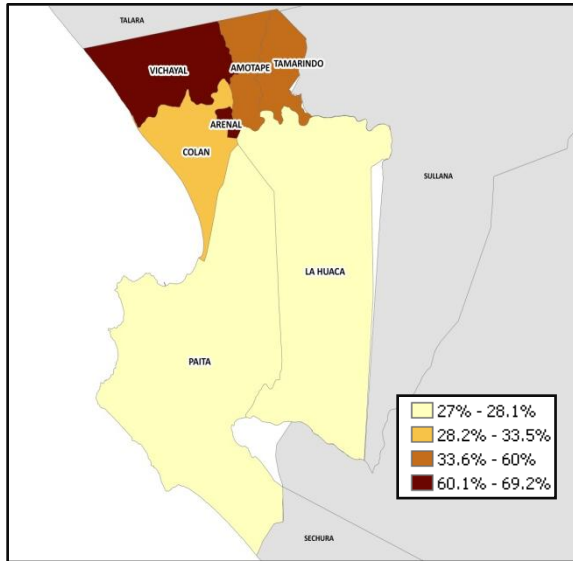 TALARA
VICHAYAL
AMOTAPE
TAMARINDO
ARENAL
COLAN
SULLANA
LA HUACA
PAITA
27% - 28.1%
28.2% - 33.5%
33.6% - 60%
60.1% - 69.2%
SECHURA